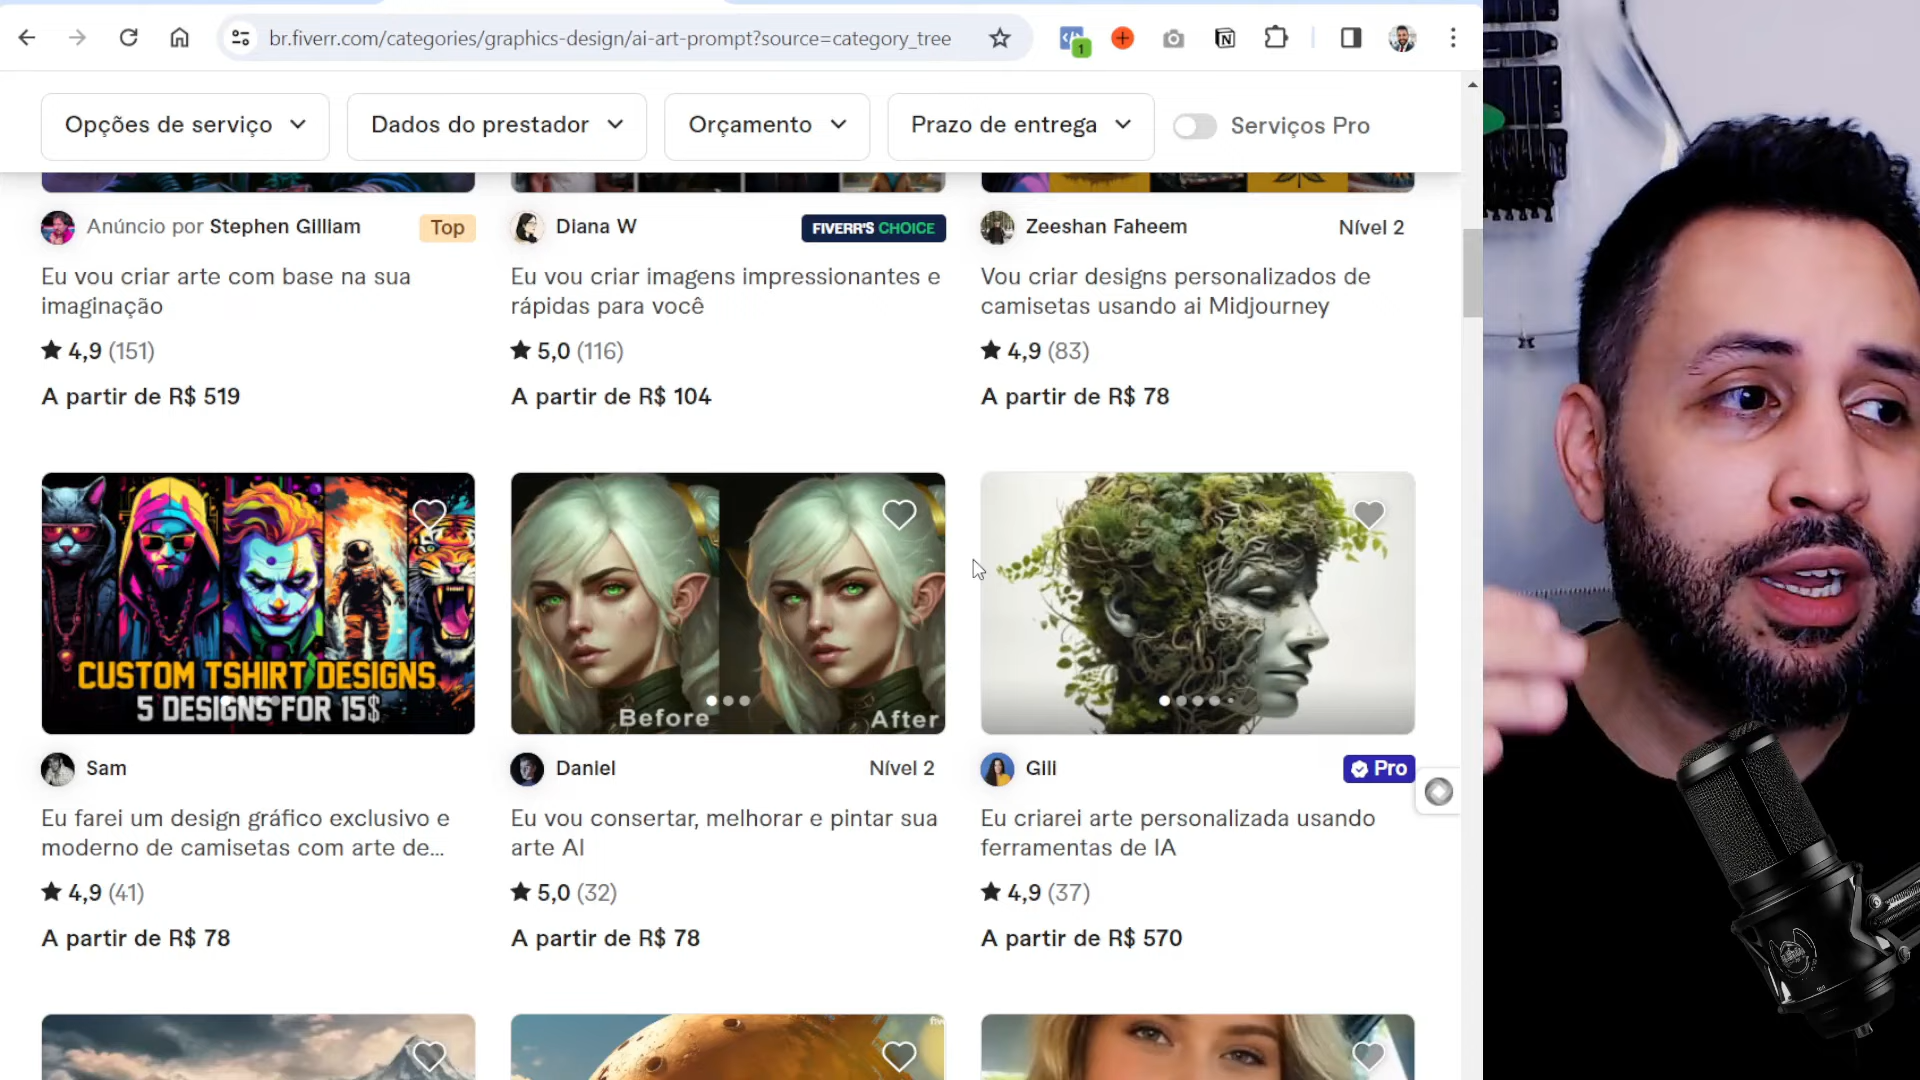 br.fiverr.com/categories/graphics-design/ai-art-prompt?source=category_tree
1
Opções de serviço
Dados do prestador
Orçamento
Prazo de entrega
Serviços Pro
Anúncio por Stephen Gilliam
Top
Diana W
FIVERR'S CHOICE
Zeeshan Faheem
Nível 2
Eu vou criar arte com base na sua
imaginação
Eu vou criar imagens impressionantes e
rápidas para você
Vou criar designs personalizados de
camisetas usando ai Midjourney
4,9 (151)
5,0 (116)
4,9 (83)
A partir de R$ 519
A partir de R$ 104
A partir de R$ 78
CUSTOM TSHIRT DESIGNS
5 DESIGNS FOR 15$
Before
After
Sam
Daniel
Nível 2
Gili
Pro
Eu farei um design gráfico exclusivo e
moderno de camisetas com arte de...
Eu vou consertar, melhorar e pintar sua
arte AI
Eu criarei arte personalizada usando
ferramentas de IA
4,9 (41)
5,0 (32)
4,9 (37)
A partir de R$ 78
A partir de R$ 78
A partir de R$ 570